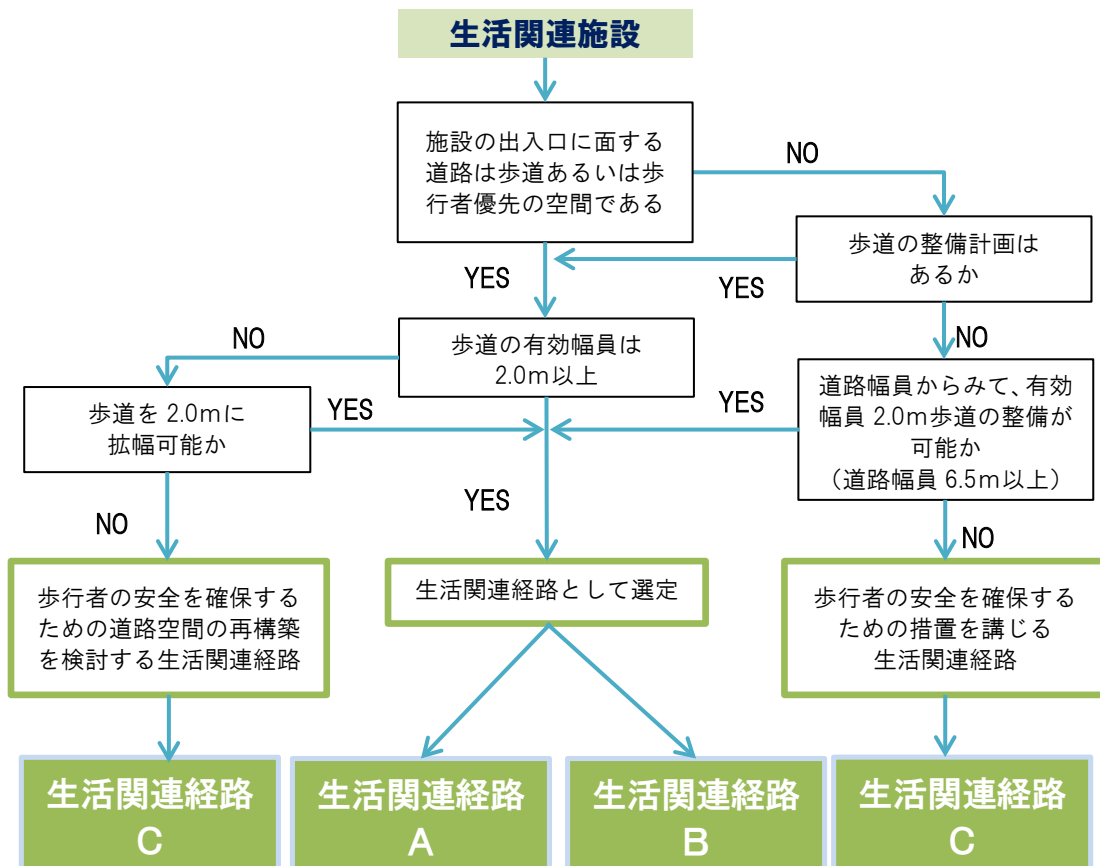 生活関連施設
施設の出入口に面する
道路は歩道あるいは歩
行者優先の空間である
NO
歩道の整備計画は
あるか
YES
YES
NO
歩道の有効幅員は
2.0m以上
NO
道路幅員からみて、有効
幅員 2.0m歩道の整備が
可能か
（道路幅員 6.5m以上）
YES
歩道を 2.0mに
拡幅可能か
YES
NO
YES
NO
歩行者の安全を確保する
ための道路空間の再構築
を検討する生活関連経路
生活関連経路として選定
歩行者の安全を確保する
ための措置を講じる
生活関連経路
生活関連経路
C
生活関連経路
A
生活関連経路
B
生活関連経路
C